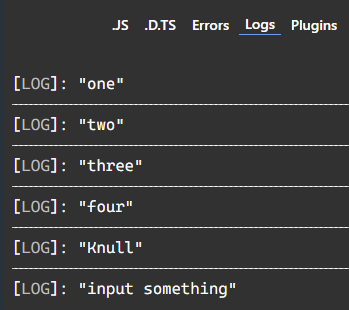 .JS .D.TS Errors Logs Plugins
[LOG]: "one"
[LOG]: "two"
[LOG]: "three"
[LOG]: "four"
[LOG]: "Knull"
[LOG]: "input something"